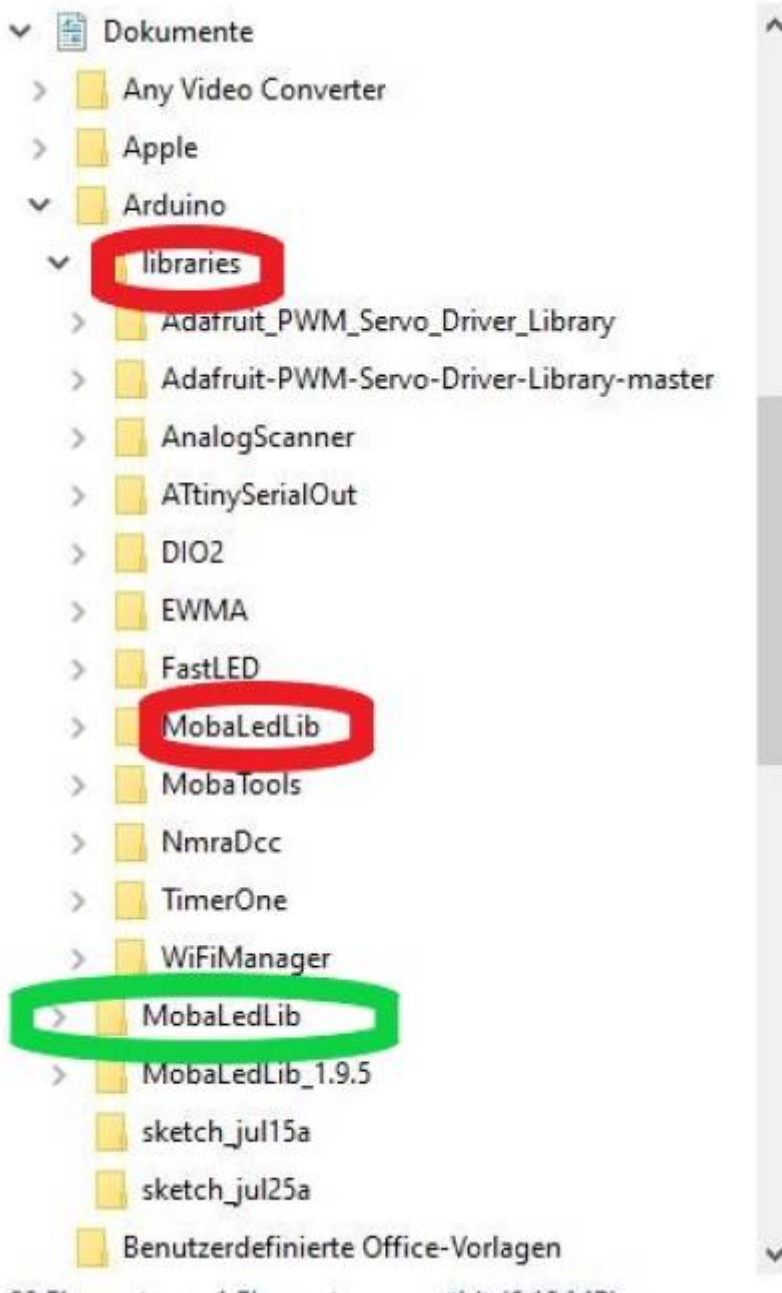 Dokumente
Any Video Converter
Apple
Arduino
libraries
Adafruit_PWM_Servo_Driver_Library
Adafruit-PWM-Servo-Driver-Library-master
AnalogScanner
ATtinySerialOut
DIO2
EWMA
FastLED
MobaLedLib
MobaTools
NmraDcc
TimerOne
WiFiManager
MobaLedLib
MobaLedLib_1.9.5
sketch_jul15a
sketch_jul25a
Benutzerdefinierte Office-Vorlagen